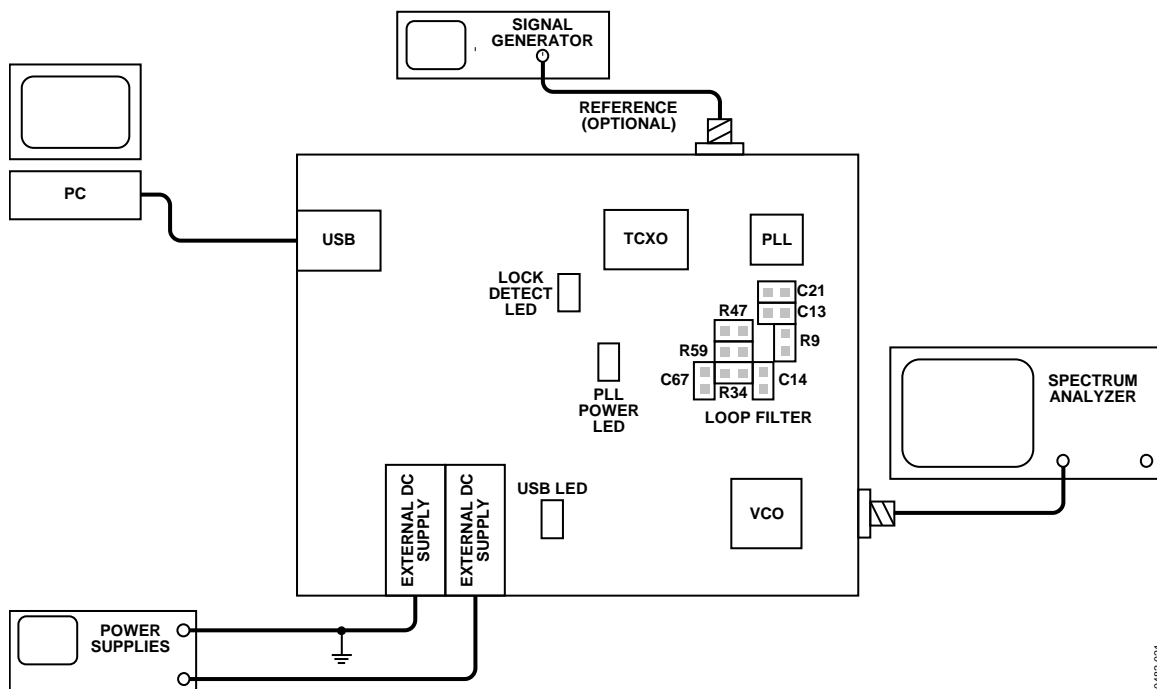 SIGNAL
GENERATOR
REFERENCE
(OPTIONAL)
PC
USB
TCXO
PLL
LOCK
DETECT
LED
C21
C13
R47
R9
R59
C67
R34
C14
PLL
POWER
LED
LOOP FILTER
SPECTRUM
ANALYZER
EXTERNAL DC
SUPPLY
EXTERNAL DC
SUPPLY
USB LED
VCO
POWER
SUPPLIES